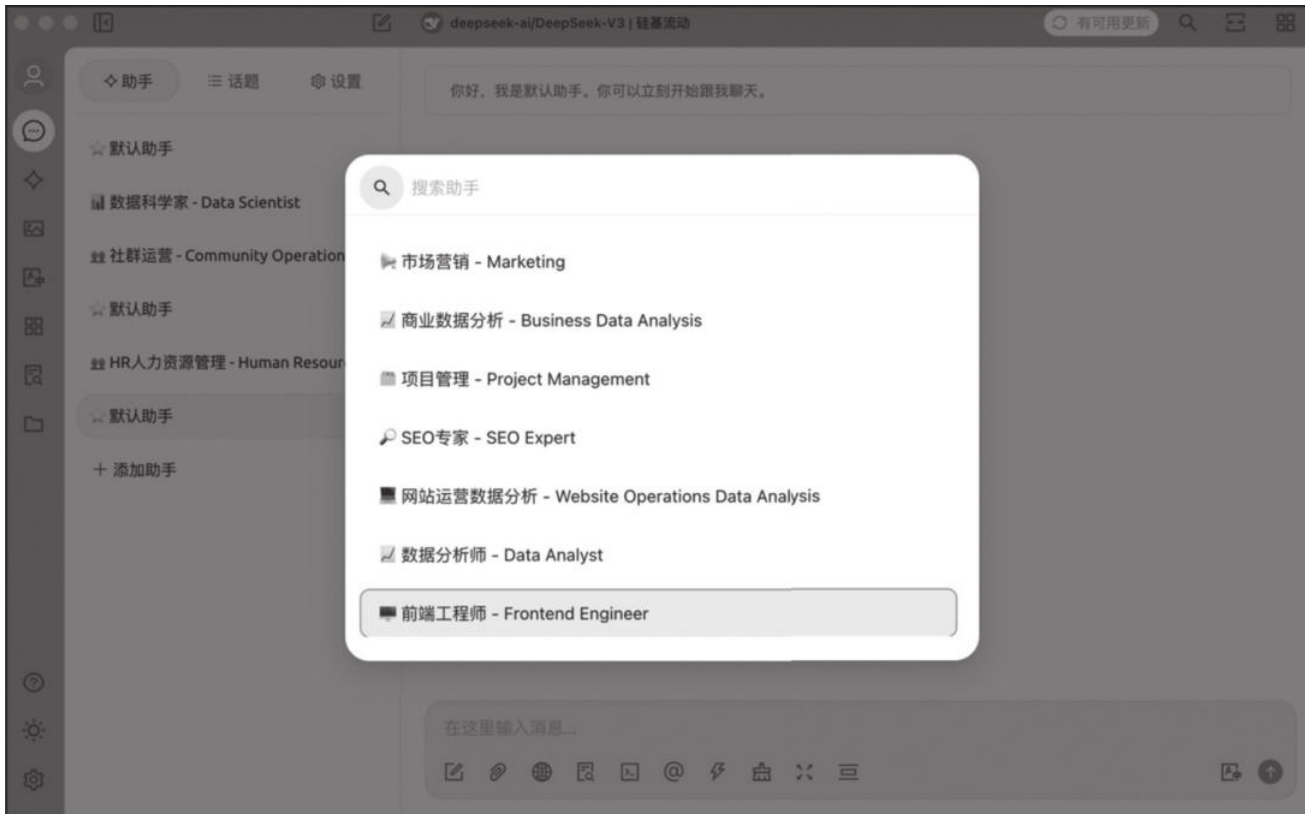 deepseek-ai/DeepSeek-V3 | 硅基流动
有可用更新
助手
话题
设置
你好，我是默认助手。你可以立刻开始跟我聊天。
默认助手
数据科学家 - Data Scientist
社群运营 - Community Operation
默认助手
HR人力资源管理 - Human Resour
默认助手
+ 添加助手
搜索助手
市场营销 - Marketing
商业数据分析 - Business Data Analysis
项目管理 - Project Management
SEO专家 - SEO Expert
网站运营数据分析 - Website Operations Data Analysis
数据分析师 - Data Analyst
前端工程师 - Frontend Engineer
在这里输入消息...